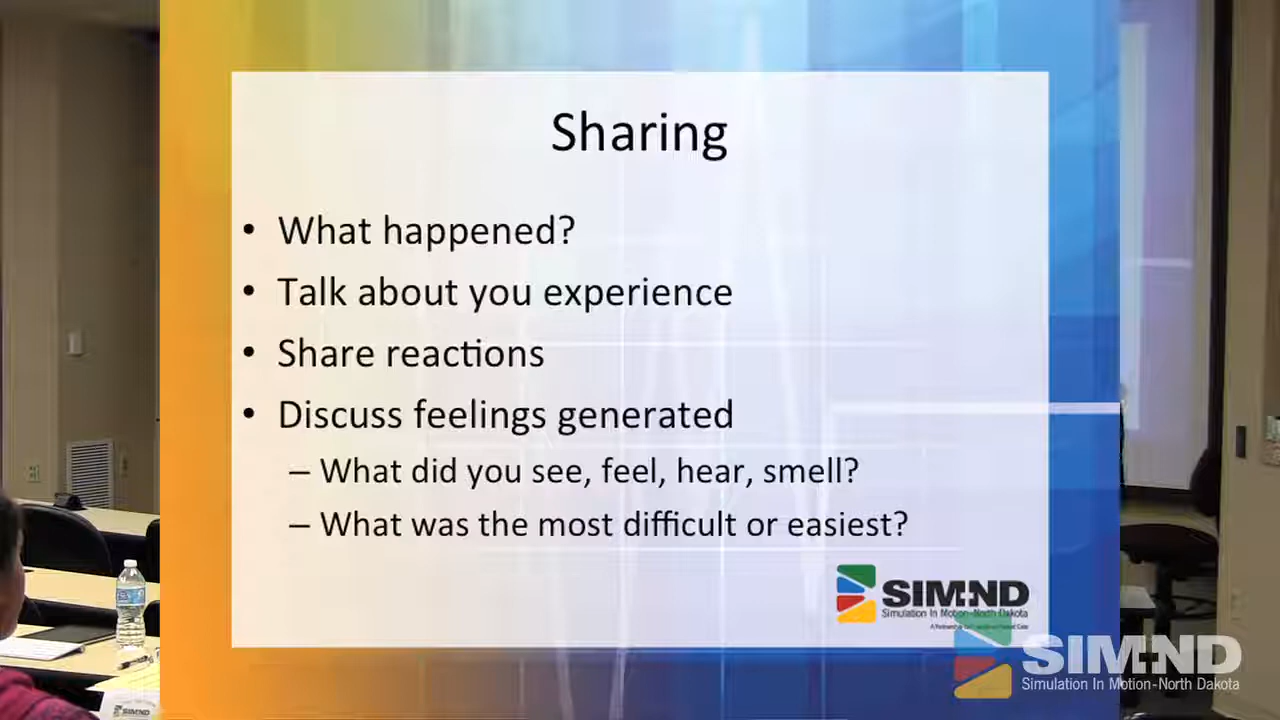 Sharing
• What happened?
• Talk about you experience
• Share reactions
• Discuss feelings generated
– What did you see, feel, hear, smell?
– What was the most difficult or easiest?
SIM-ND
Simulation In Motion-North Dakota
SIM-ND
Simulation In Motion-North Dakota
SIM-ND